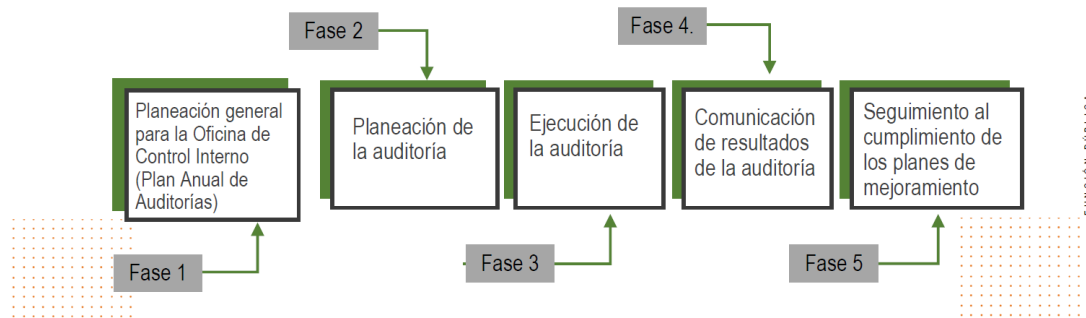 Fase 2
Fase 4.
Planeación general
para la Oficina de
Control Interno
(Plan Anual de
Auditorías)
Planeación de
la auditoría
Ejecución de
la auditoría
Comunicación
de resultados
de la auditoría
Seguimiento al
cumplimiento de
los planes de
mejoramiento
Fase 1
Fase 3
Fase 5